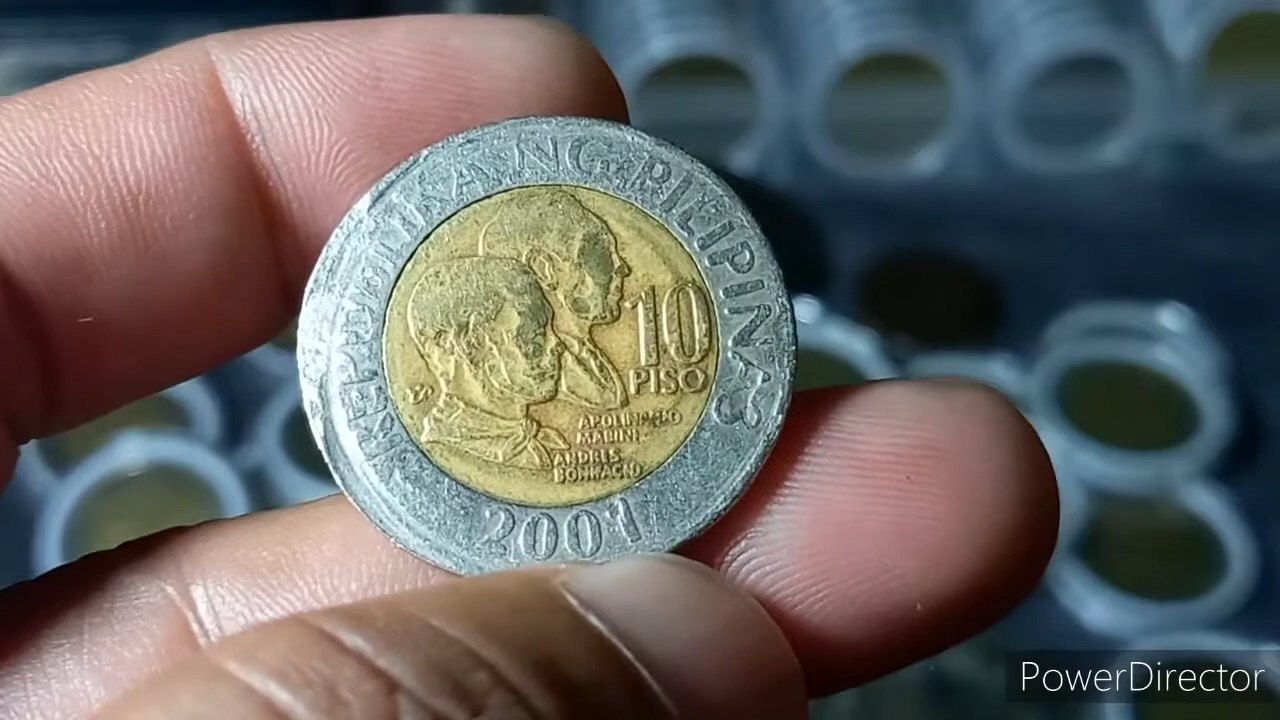 REPUBLIKA NG PILIPINAS
10
PISO
APOLINARIO
MABINI
ANDRES
BONIFACIO
2001
PowerDirector